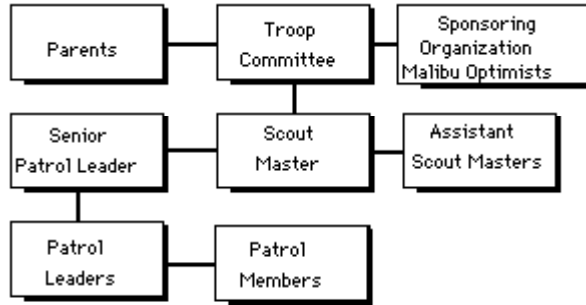 Parents
Troop
Committee
Sponsoring
Organization
Malibu Optimists
Senior
Patrol Leader
Scout
Master
Assistant
Scout Masters
Patrol
Leaders
Patrol
Members